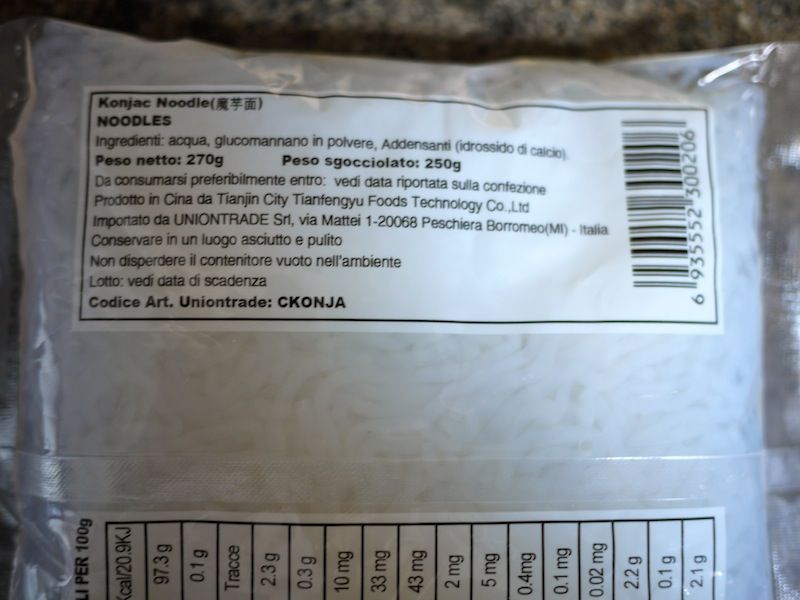 Konjac Noodle(魔芋面)
NOODLES
Ingredienti: acqua, glucomannano in polvere, Addensanti (idrossido di calcio).
Peso netto: 270g Peso sgocciolato: 250g
Da consumarsi preferibilmente entro: vedi data riportata sulla confezione
Prodotto in Cina da Tianjin City Tianfengyu Foods Technology Co.,Ltd
Importato da UNIONTRADE Srl, via Mattei 1-20068 Peschiera Borromeo(MI) - Italia
Conservare in un luogo asciutto e pulito
Non disperdere il contenitore vuoto nell'ambiente
Lotto: vedi data di scadenza
Codice Art. Uniontrade: CKONJA
6 935552 300206
PER 100g
cal/20.9KJ
97.3 g
0.1 g
Tracce
2.3 g
0.3 g
10 mg
33 mg
43 mg
2 mg
5 mg
0.4mg
0.1 mg
0.02 mg
2.2 g
0.1 g
2.1 g